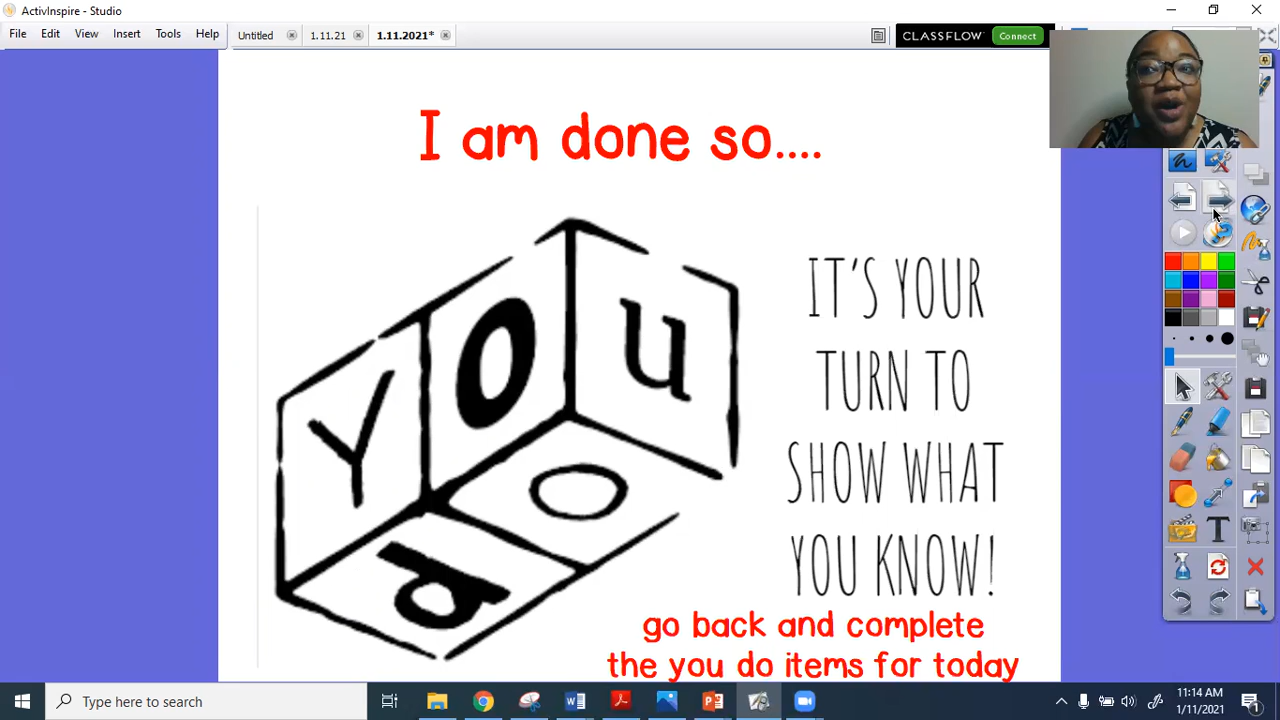 ActivInspire - Studio
File Edit View Insert Tools Help
Untitled 1.11.21 1.11.2021*
CLASSFLOW Connect
I am done so....
You
do
IT'S YOUR
TURN TO
SHOW WHAT
YOU KNOW!
go back and complete
the you do items for today
Type here to search
11:14 AM
1/11/2021